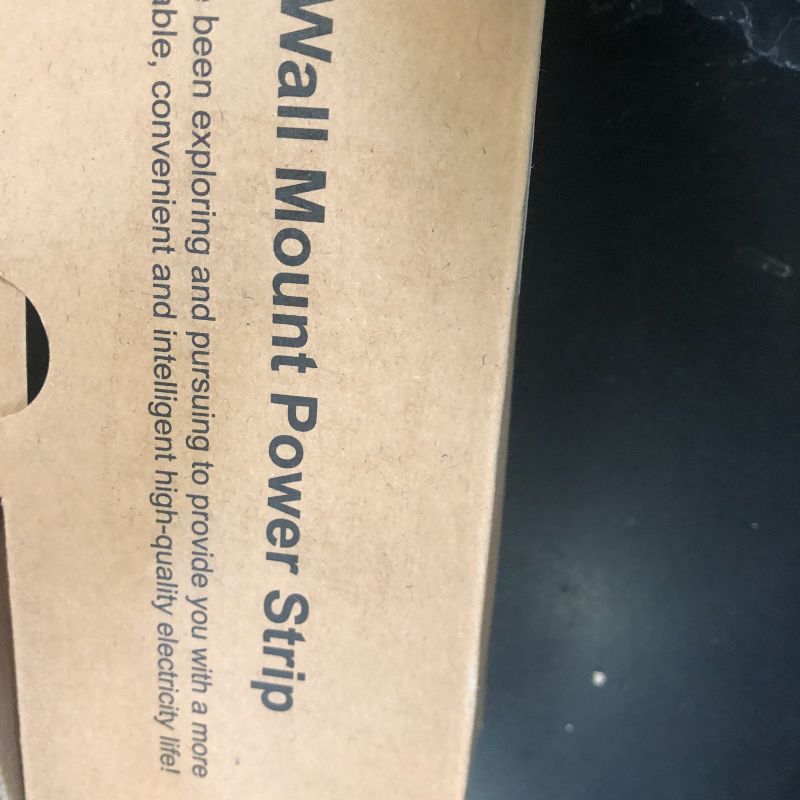 Wall Mount Power Strip
been exploring and pursuing to provide you with a more
able, convenient and intelligent high-quality electricity life!